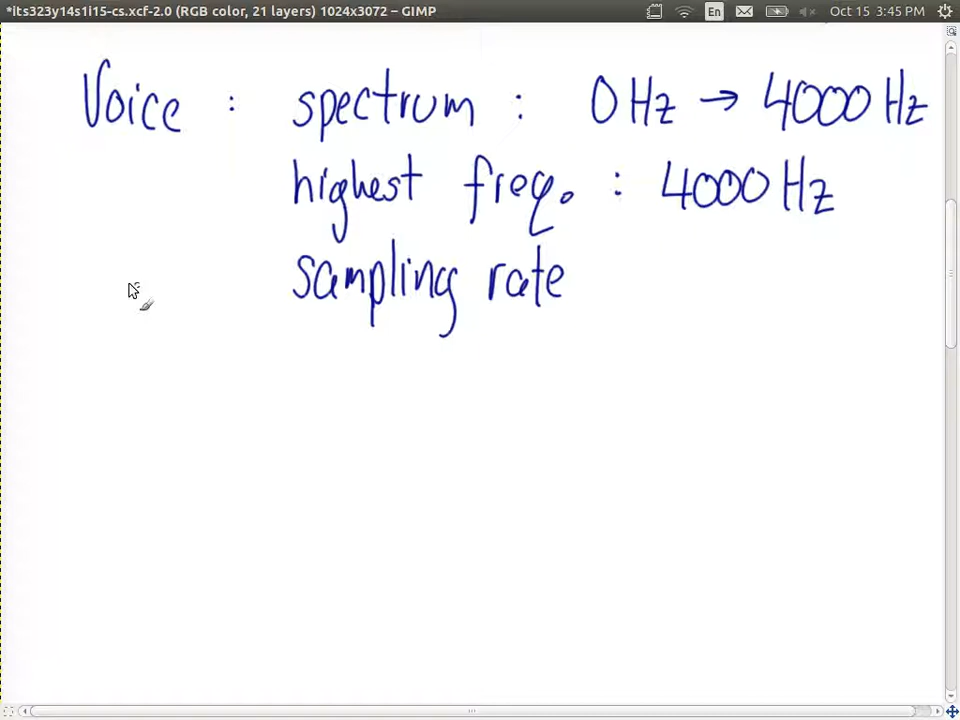 *its323y14s1i15-cs.xcf-2.0 (RGB color, 21 layers) 1024x3072 – GIMP En Oct 15 3:45 PM
Voice : spectrum : 0 Hz → 4000 Hz
highest freq. : 4000 Hz
sampling rate